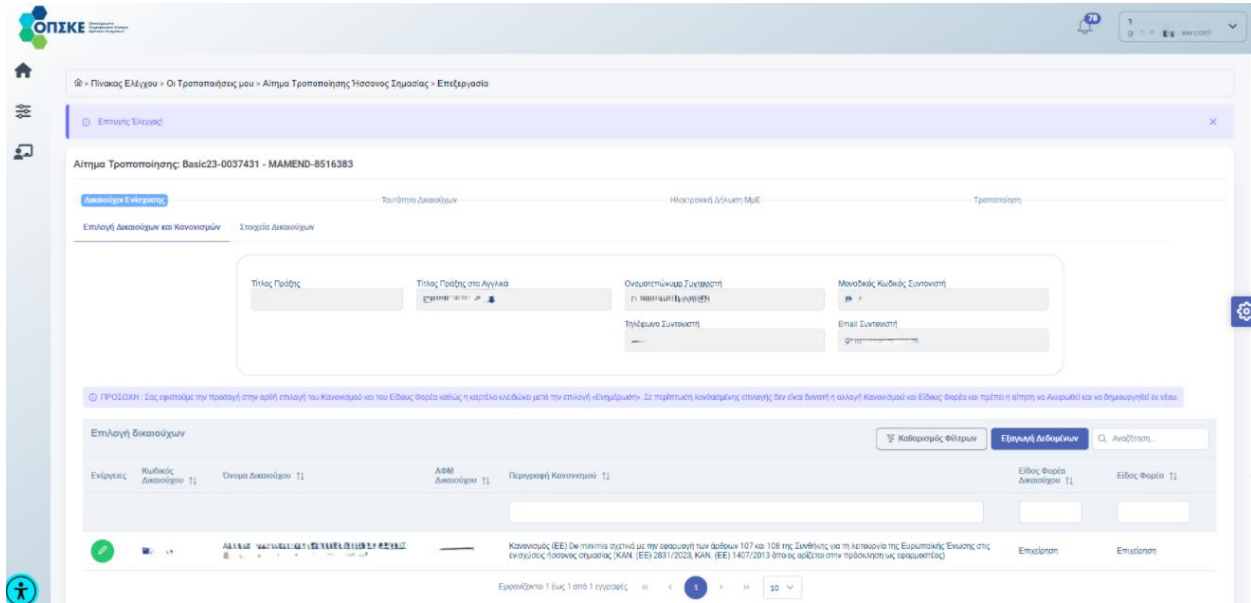 ΟΠΣΚΕ
78
> Πίνακας Ελέγχου > Οι Τροποποιήσεις μου > Αίτημα Τροποποίησης Ήσσονος Σημασίας > Επεξεργασία
Επιτυχής Έλεγχος!
Αίτημα Τροποποίησης: Basic23-0037431 - MAMEND-8516383
Δικαιούχοι Ενίσχυσης Ταυτότητα Δικαιούχων Ηλεκτρονική Δήλωση ΜμΕ Τροποποίηση
Επιλογή Δικαιούχων και Κανονισμών Στοιχεία Δικαιούχων
Τίτλος Πράξης Τίτλος Πράξης στα Αγγλικά Ονοματεπώνυμο Συντονιστή Μοναδικός Κωδικός Συντονιστή
Τηλέφωνο Συντονιστή Email Συντονιστή
ΠΡΟΣΟΧΗ : Σας εφιστούμε την προσοχή στην ορθή επιλογή του Κανονισμού και του Είδους Φορέα καθώς η καρτέλα κλειδώνει μετά την επιλογή «Ενημέρωση». Σε περίπτωση λανθασμένης επιλογής δεν είναι δυνατή η αλλαγή Κανονισμού και Είδους Φορέα και πρέπει η αίτηση να Ακυρωθεί και να δημιουργηθεί εκ νέου.
Επιλογή δικαιούχων Καθαρισμός Φίλτρων Εξαγωγή Δεδομένων Αναζήτηση...
Ενέργειες Κωδικός Δικαιούχου Όνομα Δικαιούχου ΑΦΜ Δικαιούχου Περιγραφή Κανονισμού Είδος Φορέα Δικαιούχου Είδος Φορέα
Κανονισμός (ΕΕ) De minimis σχετικά με την εφαρμογή των άρθρων 107 και 108 της Συνθήκης για τη λειτουργία της Ευρωπαϊκής Ένωσης στις
ενισχύσεις ήσσονος σημασίας (ΚΑΝ. (ΕΕ) 2831/2023, ΚΑΝ. (ΕΕ) 1407/2013 όποιος ορίζεται στην πρόσκληση ως εφαρμοστέος) Επιχείρηση Επιχείρηση
Εμφανίζονται 1 έως 1 από 1 εγγραφές << < 1 > >> 10